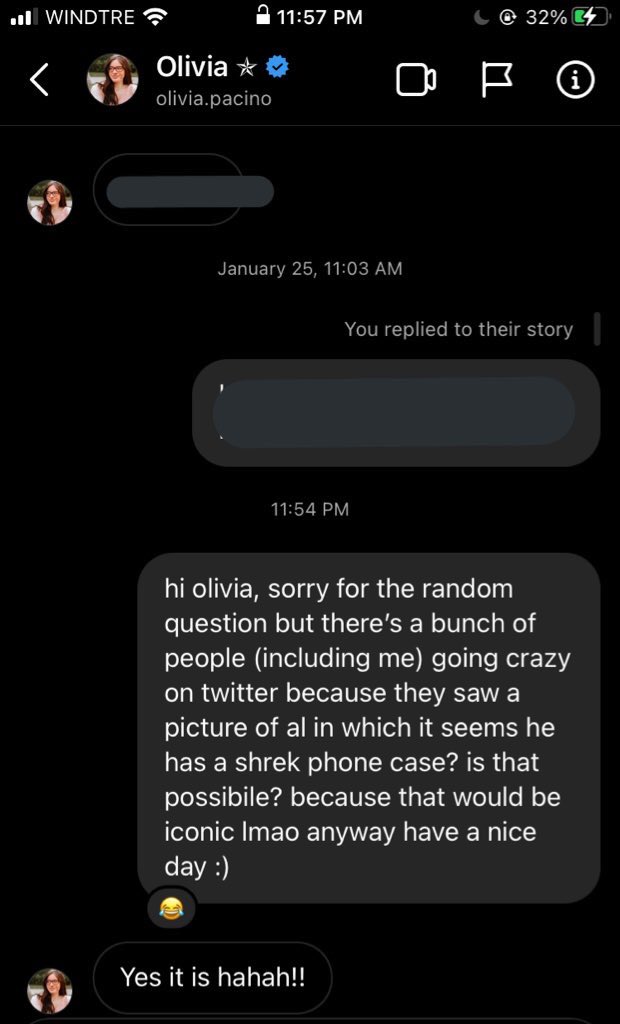 WINDTRE 11:57 PM 32%
Olivia
olivia.pacino
January 25, 11:03 AM
You replied to their story
11:54 PM
hi olivia, sorry for the random
question but there's a bunch of
people (including me) going crazy
on twitter because they saw a
picture of al in which it seems he
has a shrek phone case? is that
possibile? because that would be
iconic lmao anyway have a nice
day :)
Yes it is hahah!!